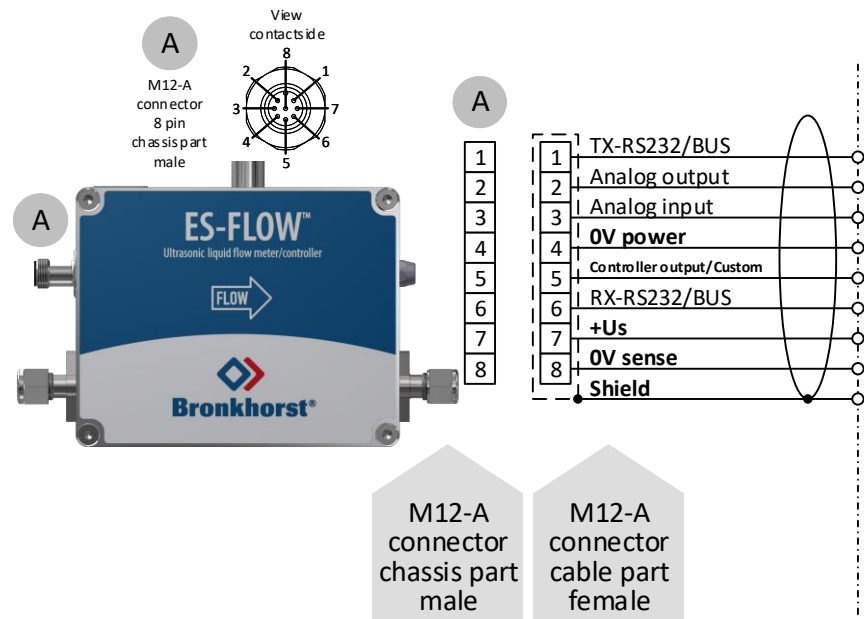 A
M12-A
connector
8 pin
chassis part
male
View
contactside
8
2
1
3
7
4
6
5
A
ES-FLOW™
Ultrasonic liquid flow meter/controller
FLOW
Bronkhorst®
A
1
2
3
4
5
6
7
8
1 TX-RS232/BUS
2 Analog output
3 Analog input
4 0V power
5 Controller output/Custom
6 RX-RS232/BUS
7 +Us
8 0V sense
Shield
M12-A
connector
chassis part
male
M12-A
connector
cable part
female